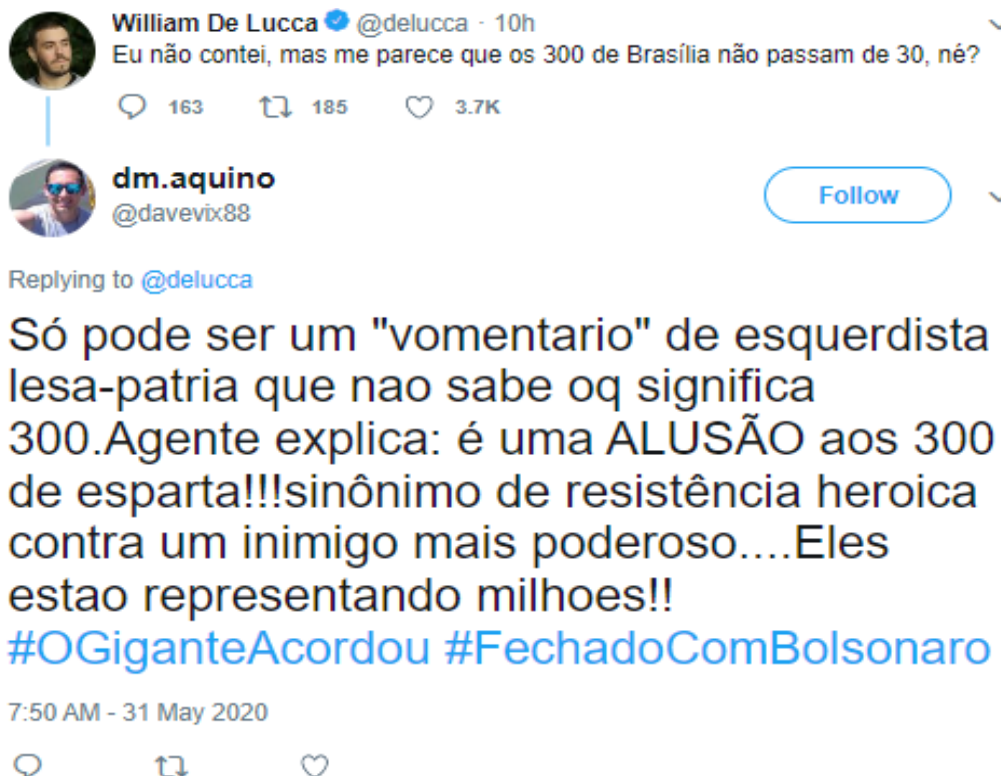 William De Lucca @delucca · 10h
Eu não contei, mas me parece que os 300 de Brasília não passam de 30, né?
163 185 3.7K
dm.aquino
@davevix88
Follow
Replying to @delucca
Só pode ser um "vomentario" de esquerdista
lesa-patria que nao sabe oq significa
300.Agente explica: é uma ALUSÃO aos 300
de esparta!!!sinônimo de resistência heroica
contra um inimigo mais poderoso....Eles
estao representando milhoes!!
#OGiganteAcordou #FechadoComBolsonaro
7:50 AM - 31 May 2020